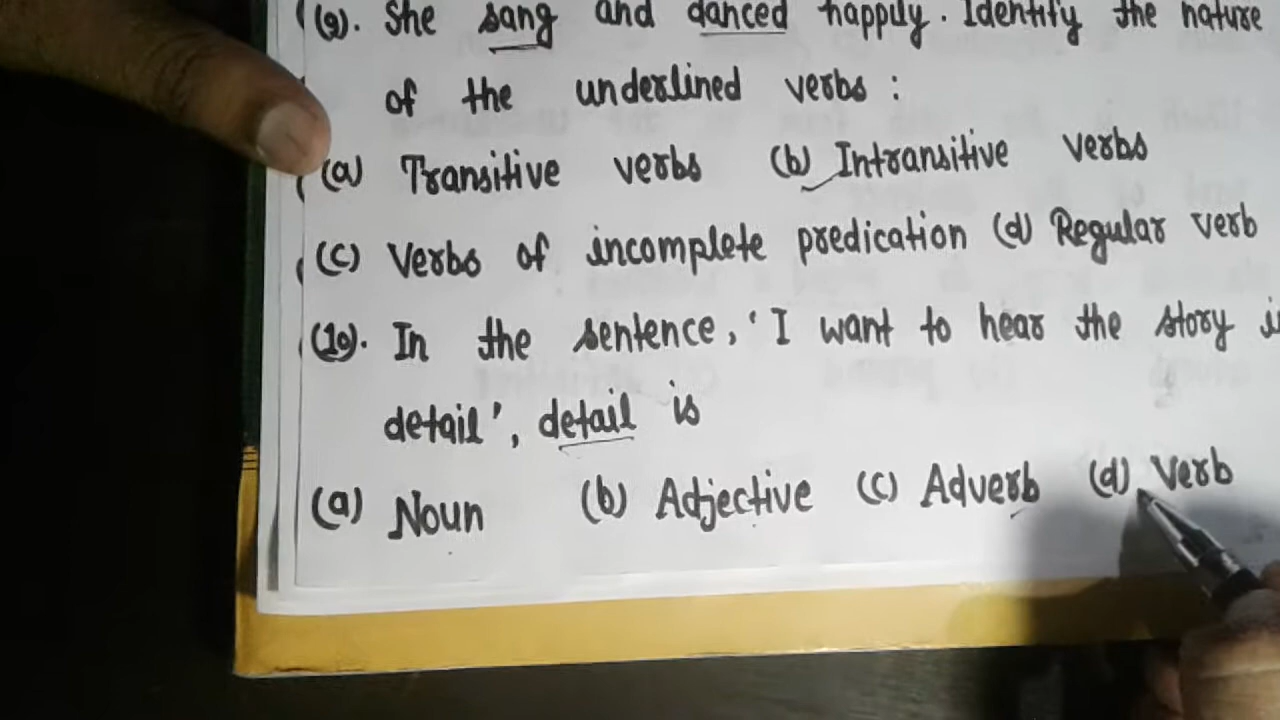 (9). She sang and danced happily. Identify the nature
of the underlined verbs :
(a) Transitive verbs (b) Intransitive verbs
(c) Verbs of incomplete predication (d) Regular verb
(10). In the sentence, 'I want to hear the story in
detail', detail is
(a) Noun (b) Adjective (c) Adverb (d) Verb